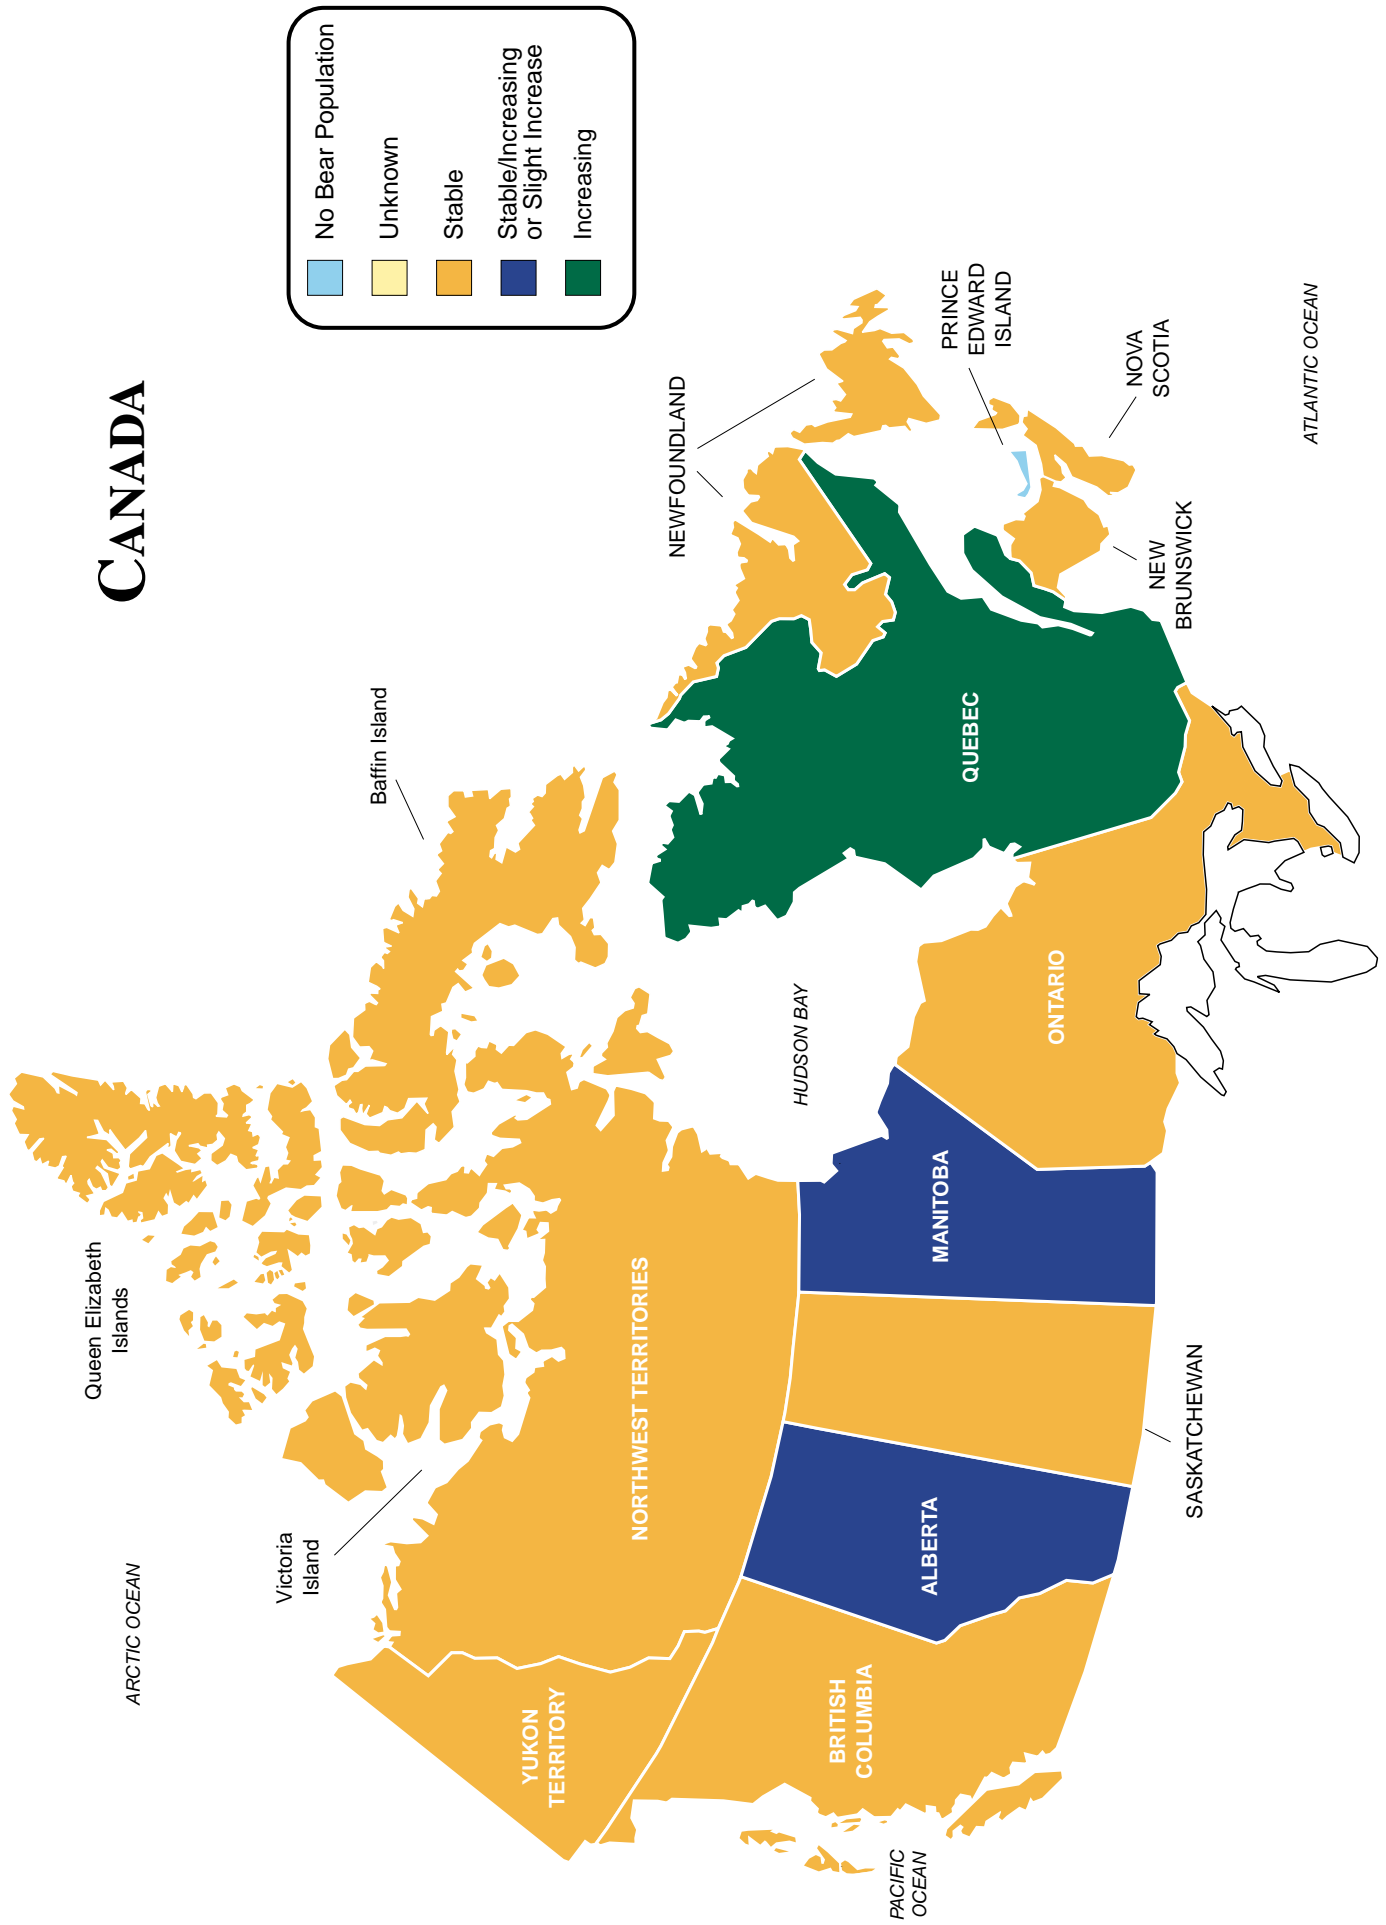 CANADA
No Bear Population
Unknown
Stable
Stable/Increasing
or Slight Increase
Increasing
ARCTIC OCEAN
Queen Elizabeth
Islands
Victoria
Island
Baffin Island
YUKON
TERRITORY
NORTHWEST TERRITORIES
NEWFOUNDLAND
HUDSON BAY
BRITISH
COLUMBIA
ALBERTA
MANITOBA
QUEBEC
ONTARIO
PRINCE
EDWARD
ISLAND
PACIFIC
OCEAN
SASKATCHEWAN
NEW
BRUNSWICK
NOVA
SCOTIA
ATLANTIC OCEAN